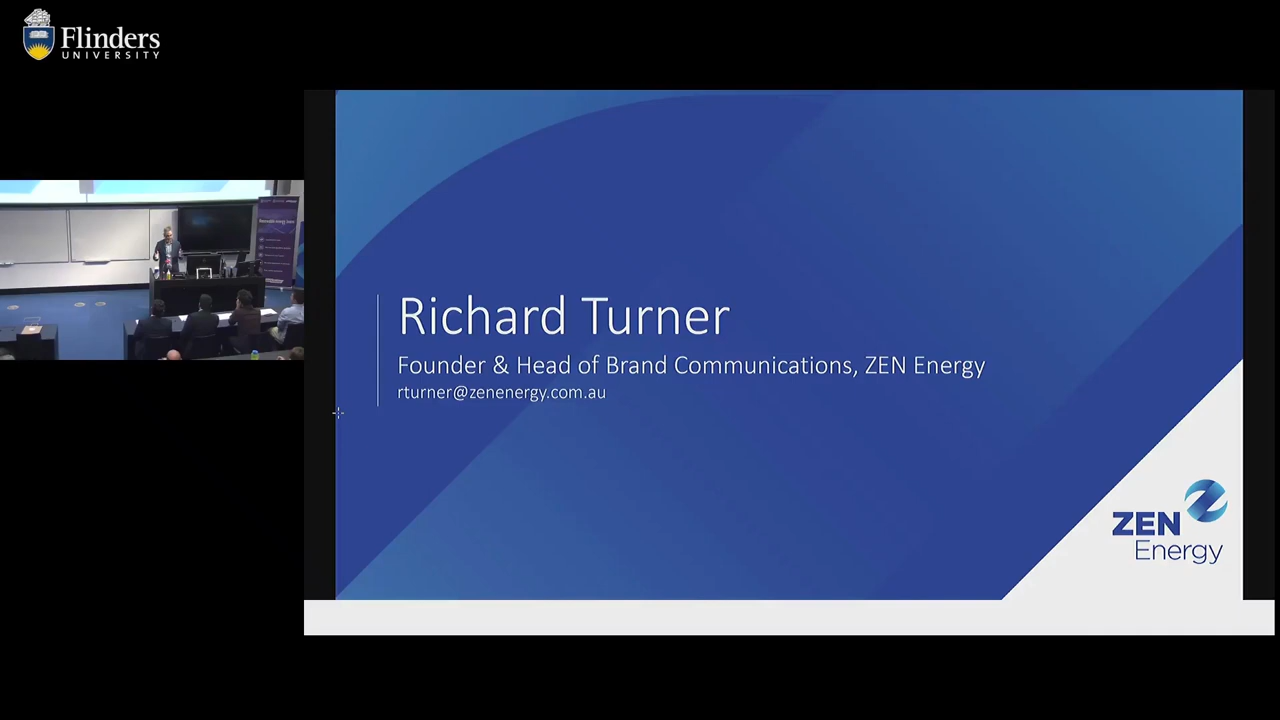 Flinders
UNIVERSITY
Richard Turner
Founder & Head of Brand Communications, ZEN Energy
rturner@zenenergy.com.au
ZEN
Energy